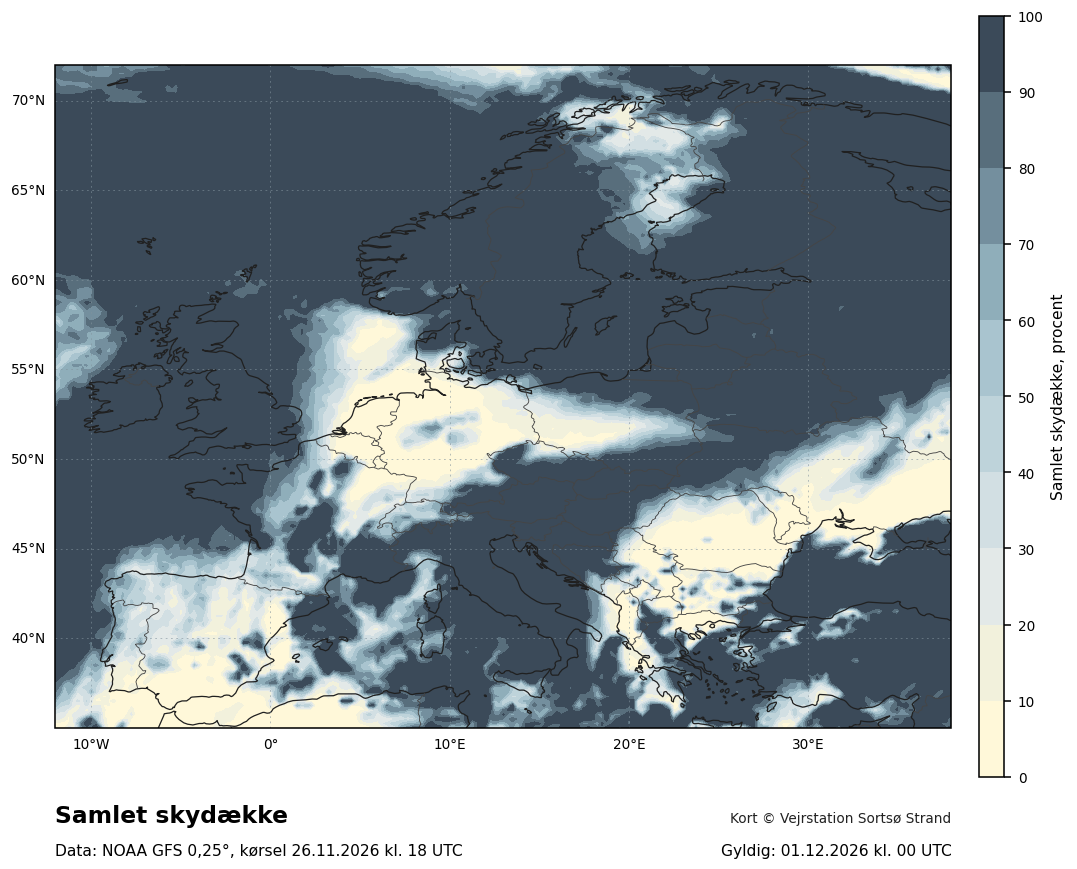 100
90
80
70
60
50
40
30
20
10
0
Samlet skydække, procent
70°N
65°N
60°N
55°N
50°N
45°N
40°N
10°W
0°
10°E
20°E
30°E
Samlet skydække
Kort © Vejrstation Sortsø Strand
Data: NOAA GFS 0,25°, kørsel 26.11.2026 kl. 18 UTC
Gyldig: 01.12.2026 kl. 00 UTC